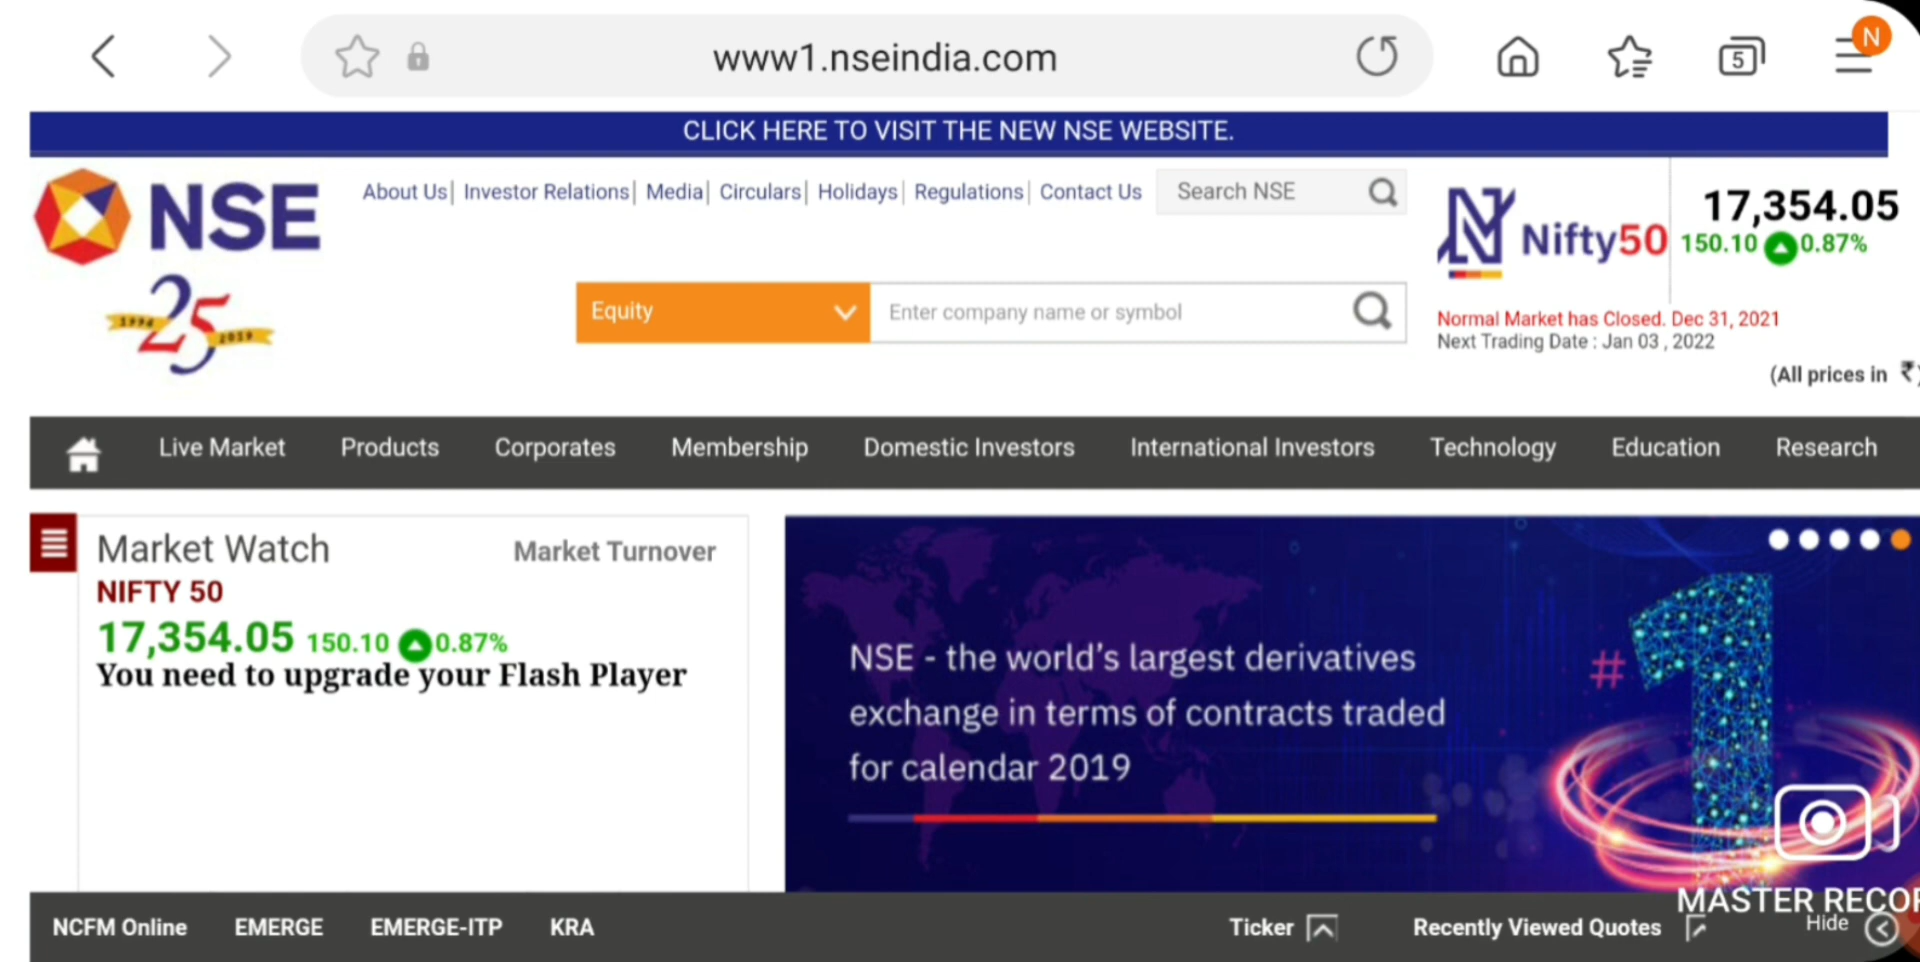 www1.nseindia.com
5
N
CLICK HERE TO VISIT THE NEW NSE WEBSITE.
NSE
25
1994
2019
About Us| Investor Relations| Media| Circulars| Holidays| Regulations| Contact Us
Search NSE
Nifty50
17,354.05
150.10 0.87%
Equity
Enter company name or symbol
Normal Market has Closed. Dec 31, 2021
Next Trading Date : Jan 03 , 2022
(All prices in ₹)
Live Market Products Corporates Membership Domestic Investors International Investors Technology Education Research
Market Watch
Market Turnover
NIFTY 50
17,354.05 150.10 0.87%
You need to upgrade your Flash Player
NSE - the world's largest derivatives
exchange in terms of contracts traded
for calendar 2019
#1
MASTER RECOR
NCFM Online EMERGE EMERGE-ITP KRA
Ticker
Recently Viewed Quotes
Hide